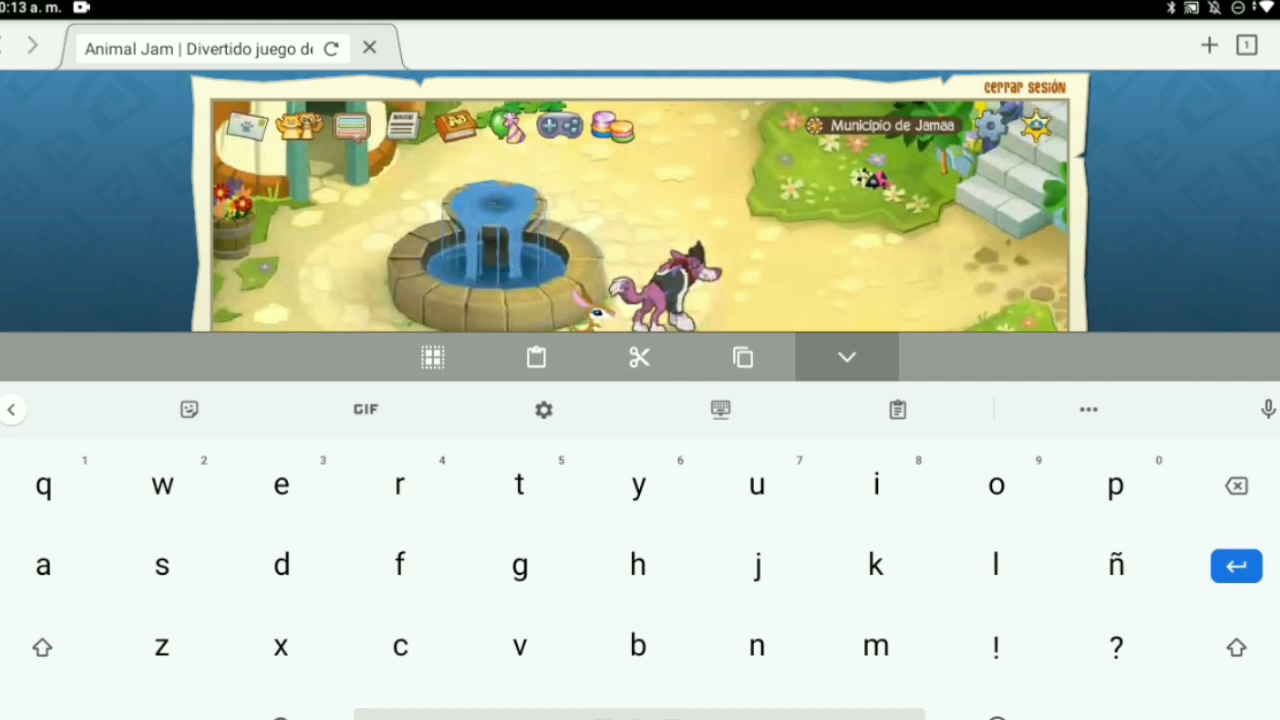 0:13 a. m.
Animal Jam | Divertido juego de
1
cerrar sesión
Municipio de Jamaa
GIF
1 2 3 4 5 6 7 8 9 0
q w e r t y u i o p
a s d f g h j k l ñ
z x c v b n m ! ?